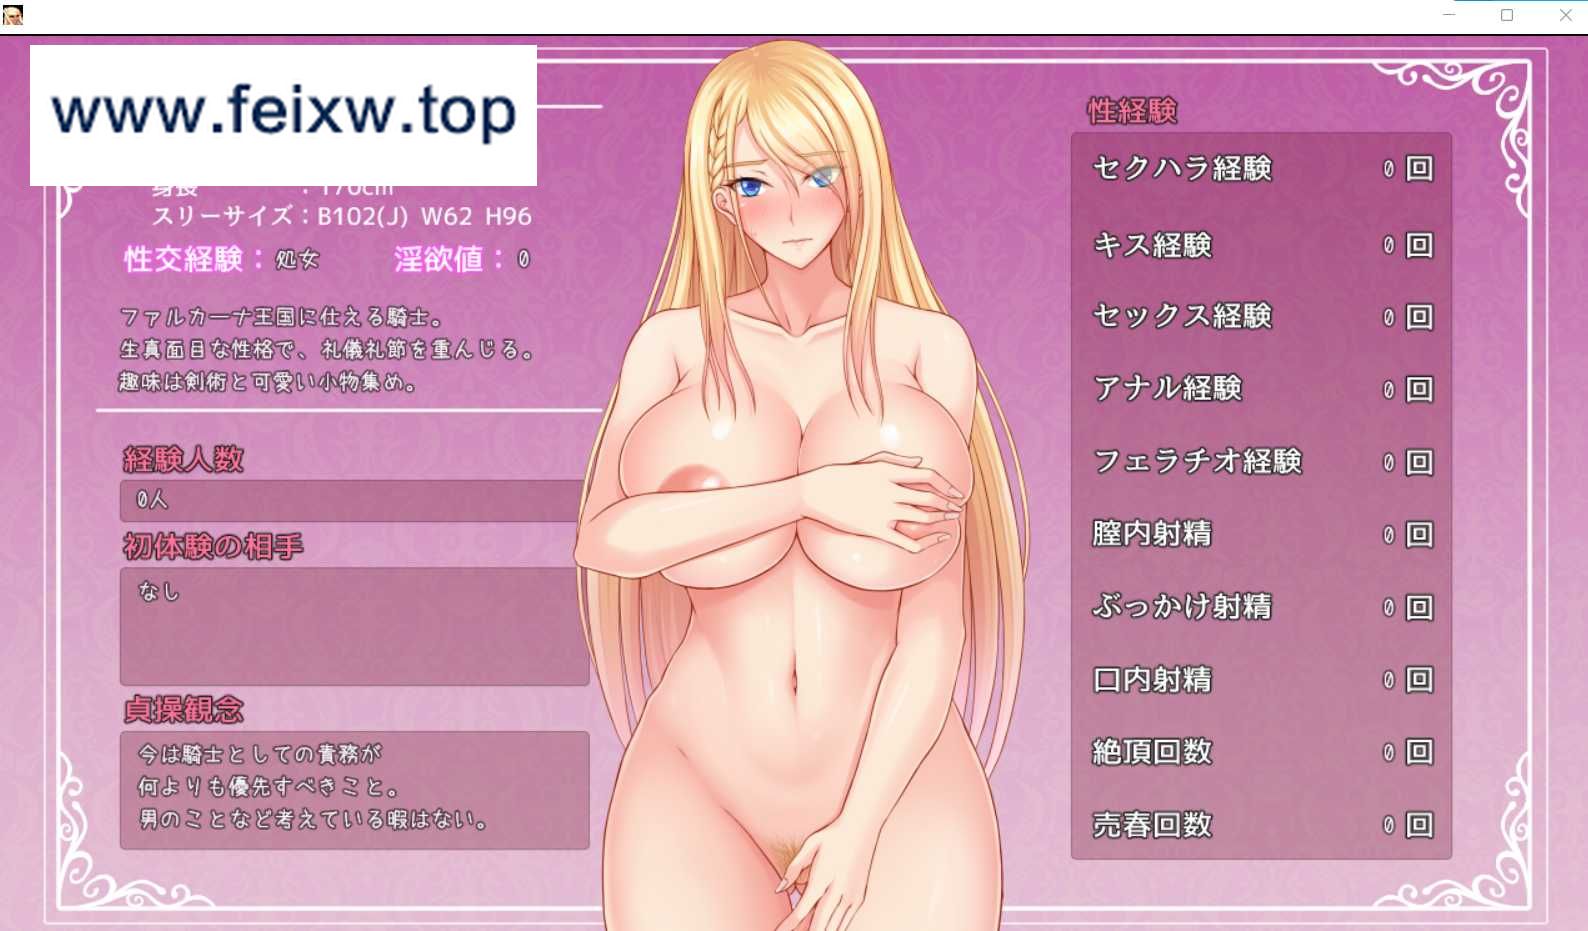 www.feixw.top
身長 : 170cm
スリーサイズ：B102(J) W62 H96
性交経験：処女 淫欲値：0
ファルカーナ王国に仕える騎士。
生真面目な性格で、礼儀礼節を重んじる。
趣味は剣術と可愛い小物集め。
経験人数
0人
初体験の相手
なし
貞操観念
今は騎士としての責務が
何よりも優先すべきこと。
男のことなど考えている暇はない。
性経験
セクハラ経験 0 回
キス経験 0 回
セックス経験 0 回
アナル経験 0 回
フェラチオ経験 0 回
膣内射精 0 回
ぶっかけ射精 0 回
口内射精 0 回
絶頂回数 0 回
売春回数 0 回